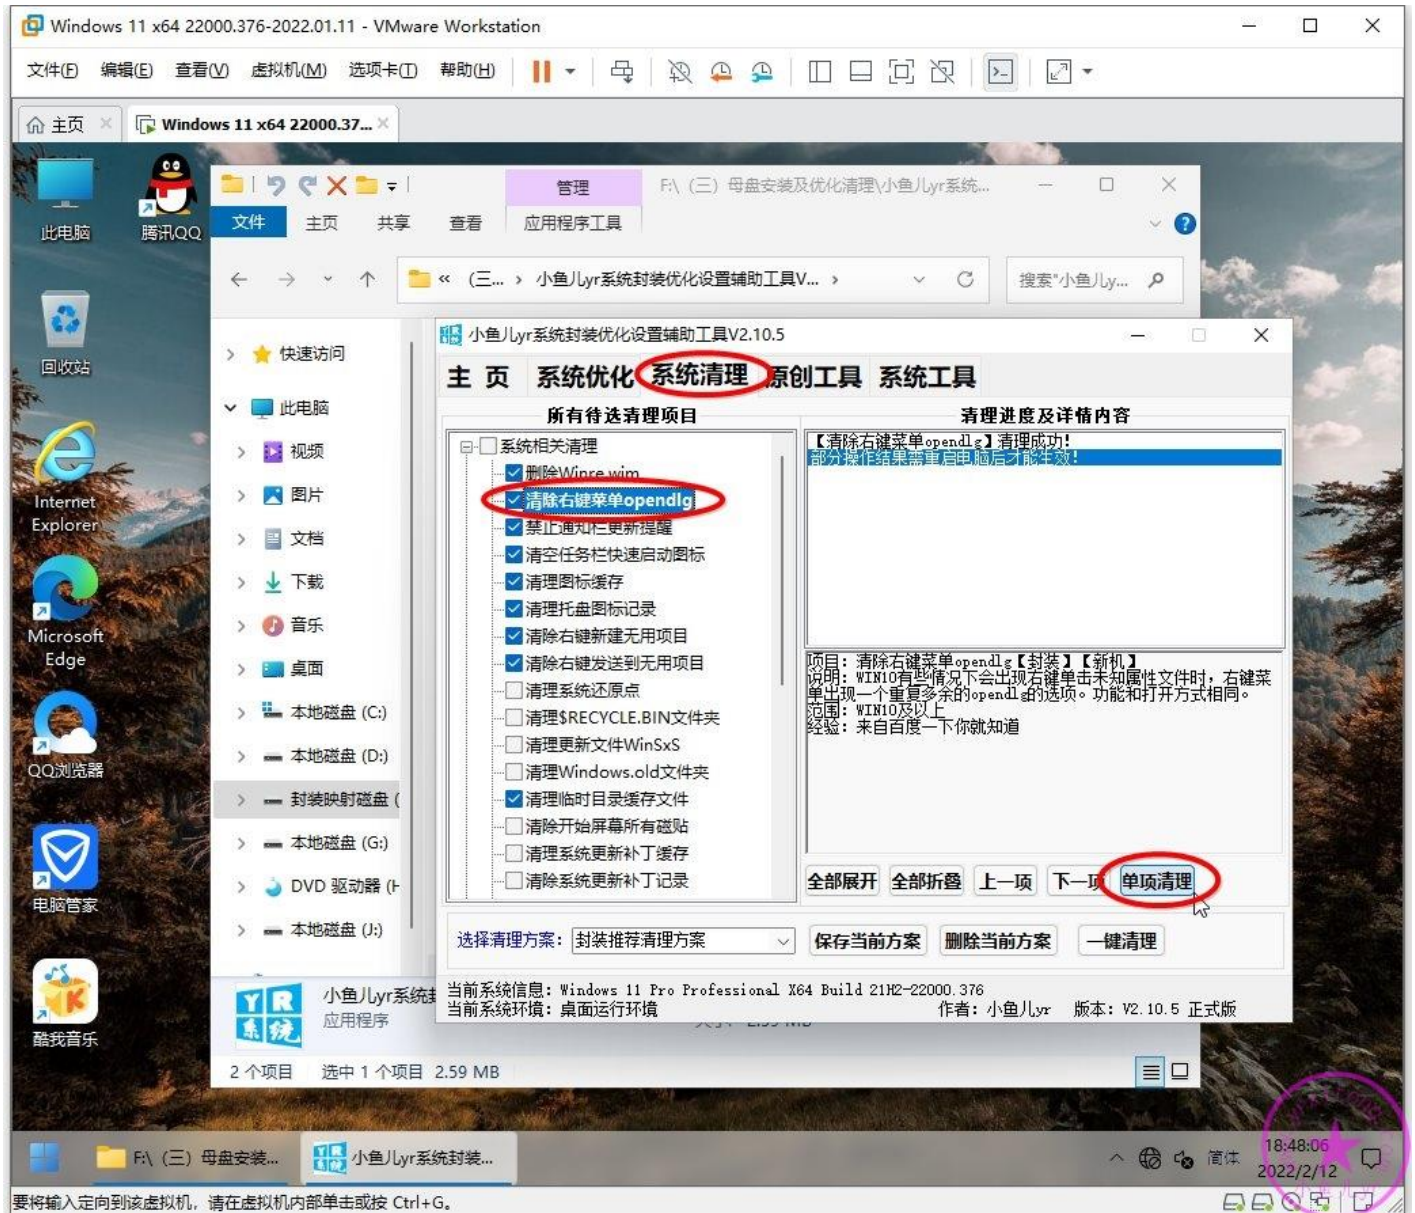 Windows 11 x64 22000.376-2022.01.11 - VMware Workstation
文件(F) 编辑(E) 查看(V) 虚拟机(M) 选项卡(T) 帮助(H)
主页 Windows 11 x64 22000.37...
管理 F:\ (三) 母盘安装及优化清理\小鱼儿yr系统...
文件 主页 共享 查看 应用程序工具
« (三... › 小鱼儿yr系统封装优化设置辅助工具V... › 搜索"小鱼儿y...
此电脑
腾讯QQ
回收站
Internet
Explorer
Microsoft
Edge
QQ浏览器
电脑管家
酷我音乐
快速访问
此电脑
视频
图片
文档
下载
音乐
桌面
本地磁盘 (C:)
本地磁盘 (D:)
封装映射磁盘 (
本地磁盘 (G:)
DVD 驱动器 (H
本地磁盘 (J:)
小鱼儿yr系统封装优化设置辅助工具V2.10.5
主 页 系统优化 系统清理 原创工具 系统工具
所有待选清理项目
系统相关清理
删除Winre.wim
清除右键菜单opendlg
禁止通知栏更新提醒
清空任务栏快速启动图标
清理图标缓存
清理托盘图标记录
清除右键新建无用项目
清除右键发送到无用项目
清理系统还原点
清理$RECYCLE.BIN文件夹
清理更新文件WinSxS
清理Windows.old文件夹
清理临时目录缓存文件
清除开始屏幕所有磁贴
清理系统更新补丁缓存
清除系统更新补丁记录
清理进度及详情内容
【清除右键菜单opendlg】清理成功!
部分操作结果需重启电脑后才能生效!
项目: 清除右键菜单opendlg【封装】【新机】
说明: WIN10有些情况下会出现右键单击未知属性文件时, 右键菜
单出现一个重复多余的opendlg的选项。功能和打开方式相同。
范围: WIN10及以上
经验: 来自百度一下你就知道
全部展开 全部折叠 上一项 下一项 单项清理
选择清理方案: 封装推荐清理方案 保存当前方案 删除当前方案 一键清理
当前系统信息: Windows 11 Pro Professional X64 Build 21H2-22000.376
当前系统环境: 桌面运行环境 作者: 小鱼儿yr 版本: V2.10.5 正式版
YR
系统
小鱼儿yr系统封
应用程序
2.59 MB
2 个项目 选中 1 个项目 2.59 MB
F:\ (三) 母盘安装... 小鱼儿yr系统封装... 简体 18:48:06
2022/2/12
小鱼儿yr
要将输入定向到该虚拟机, 请在虚拟机内部单击或按 Ctrl+G。